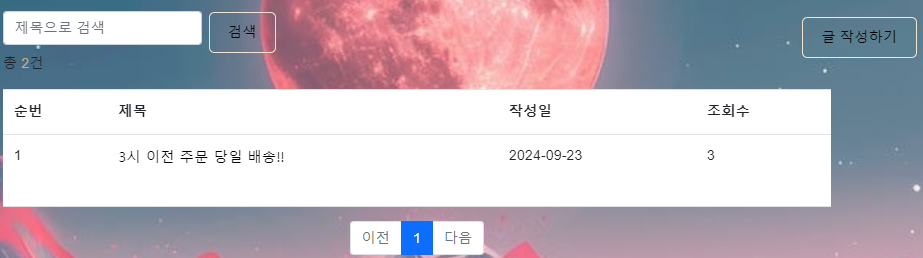 제목으로 검색 검색 글 작성하기
총 2건
순번 제목 작성일 조회수
1 3시 이전 주문 당일 배송!! 2024-09-23 3
이전 1 다음